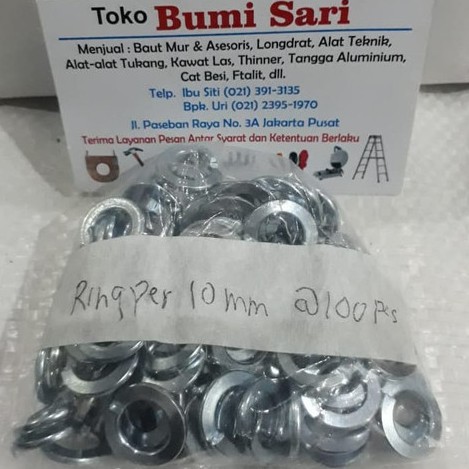 Toko Bumi Sari
Menjual : Baut Mur & Asesoris, Longdrat, Alat Teknik,
Alat-alat Tukang, Kawat Las, Thinner, Tangga Aluminium,
Cat Besi, Ftalit, dll.
Telp. Ibu Siti (021) 391-3135
Bpk. Uri (021) 2395-1970
Jl. Paseban Raya No. 3A Jakarta Pusat
Terima Layanan Pesan Antar Syarat dan Ketentuan Berlaku
Ring per 10 mm @100 pcs